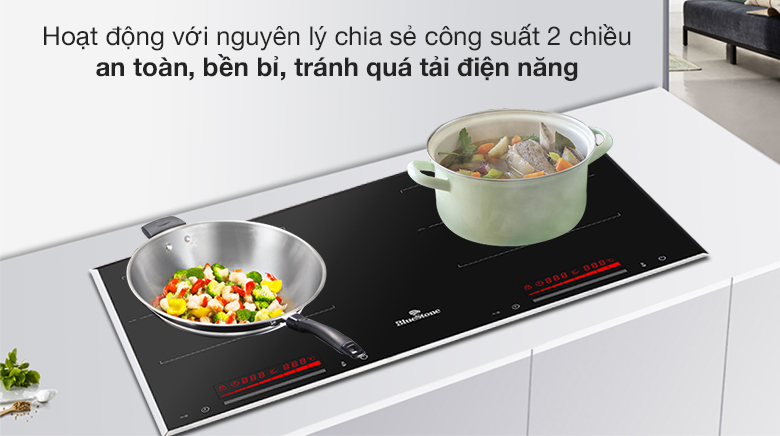 Hoạt động với nguyên lý chia sẻ công suất 2 chiều
an toàn, bền bỉ, tránh quá tải điện năng
BlueStone